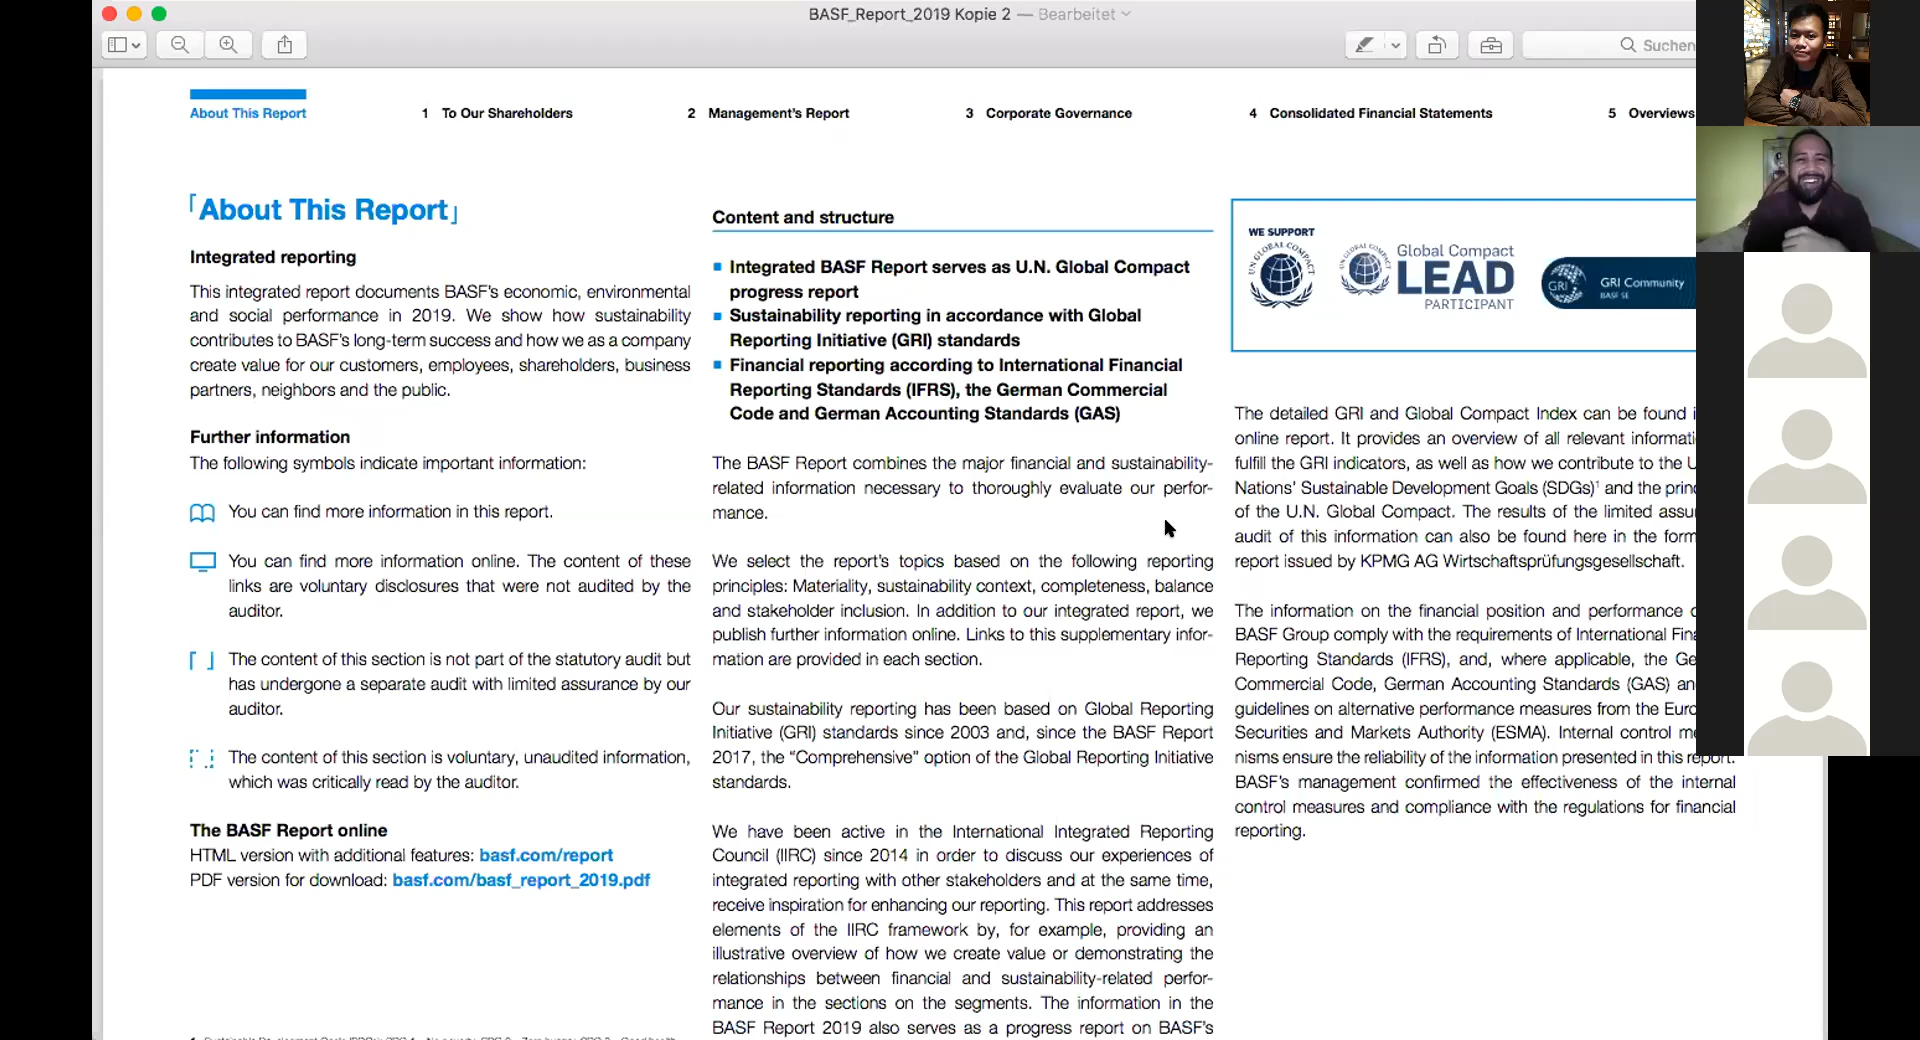 BASF_Report_2019 Kopie 2 — Bearbeitet
Suchen
About This Report
1 To Our Shareholders
2 Management's Report
3 Corporate Governance
4 Consolidated Financial Statements
5 Overviews
「About This Report」
Integrated reporting
This integrated report documents BASF's economic, environmental
and social performance in 2019. We show how sustainability
contributes to BASF's long-term success and how we as a company
create value for our customers, employees, shareholders, business
partners, neighbors and the public.
Further information
The following symbols indicate important information:
You can find more information in this report.
You can find more information online. The content of these
links are voluntary disclosures that were not audited by the
auditor.
The content of this section is not part of the statutory audit but
has undergone a separate audit with limited assurance by our
auditor.
The content of this section is voluntary, unaudited information,
which was critically read by the auditor.
The BASF Report online
HTML version with additional features: basf.com/report
PDF version for download: basf.com/basf_report_2019.pdf
Content and structure
■ Integrated BASF Report serves as U.N. Global Compact
progress report
■ Sustainability reporting in accordance with Global
Reporting Initiative (GRI) standards
■ Financial reporting according to International Financial
Reporting Standards (IFRS), the German Commercial
Code and German Accounting Standards (GAS)
The BASF Report combines the major financial and sustainability-
related information necessary to thoroughly evaluate our perfor-
mance.
We select the report's topics based on the following reporting
principles: Materiality, sustainability context, completeness, balance
and stakeholder inclusion. In addition to our integrated report, we
publish further information online. Links to this supplementary infor-
mation are provided in each section.
Our sustainability reporting has been based on Global Reporting
Initiative (GRI) standards since 2003 and, since the BASF Report
2017, the “Comprehensive” option of the Global Reporting Initiative
standards.
We have been active in the International Integrated Reporting
Council (IIRC) since 2014 in order to discuss our experiences of
integrated reporting with other stakeholders and at the same time,
receive inspiration for enhancing our reporting. This report addresses
elements of the IIRC framework by, for example, providing an
illustrative overview of how we create value or demonstrating the
relationships between financial and sustainability-related perfor-
mance in the sections on the segments. The information in the
BASF Report 2019 also serves as a progress report on BASF's
WE SUPPORT
UN GLOBAL COMPACT
UN GLOBAL COMPACT
Global Compact
LEAD
PARTICIPANT
GRI
GRI Community
BASF SE
The detailed GRI and Global Compact Index can be found
online report. It provides an overview of all relevant
fulfill the GRI indicators, as well as how we contribute to the
Nations' Sustainable Development Goals (SDGs)¹ and the
of the U.N. Global Compact. The results of the limited
audit of this information can also be found here in the form
report issued by KPMG AG Wirtschaftsprüfungsgesellschaft.
The information on the financial position and performance
BASF Group comply with the requirements of International
Reporting Standards (IFRS), and, where applicable, the
Commercial Code, German Accounting Standards (GAS)
guidelines on alternative performance measures from the
Securities and Markets Authority (ESMA). Internal control
nisms ensure the reliability of the information presented in this report.
BASF's management confirmed the effectiveness of the internal
control measures and compliance with the regulations for financial
reporting.